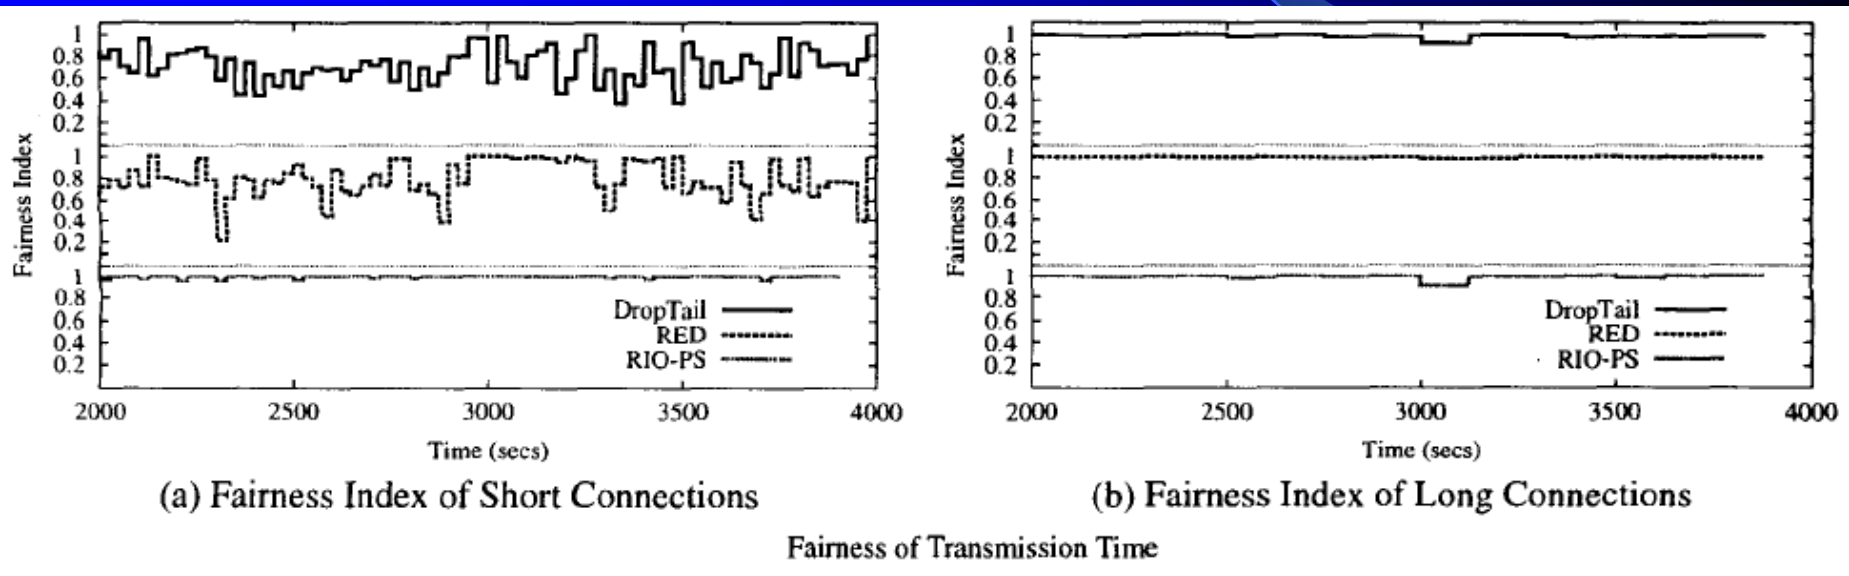 Fairness Index
1
0.8
0.6
0.4
0.2
1
0.8
0.6
0.4
0.2
1
0.8
0.6
0.4
0.2
DropTail
RED
RIO-PS
2000 2500 3000 3500 4000
Time (secs)
(a) Fairness Index of Short Connections
Fairness Index
1
0.8
0.6
0.4
0.2
1
0.8
0.6
0.4
0.2
1
0.8
0.6
0.4
0.2
DropTail
RED
RIO-PS
2000 2500 3000 3500 4000
Time (secs)
(b) Fairness Index of Long Connections
Fairness of Transmission Time